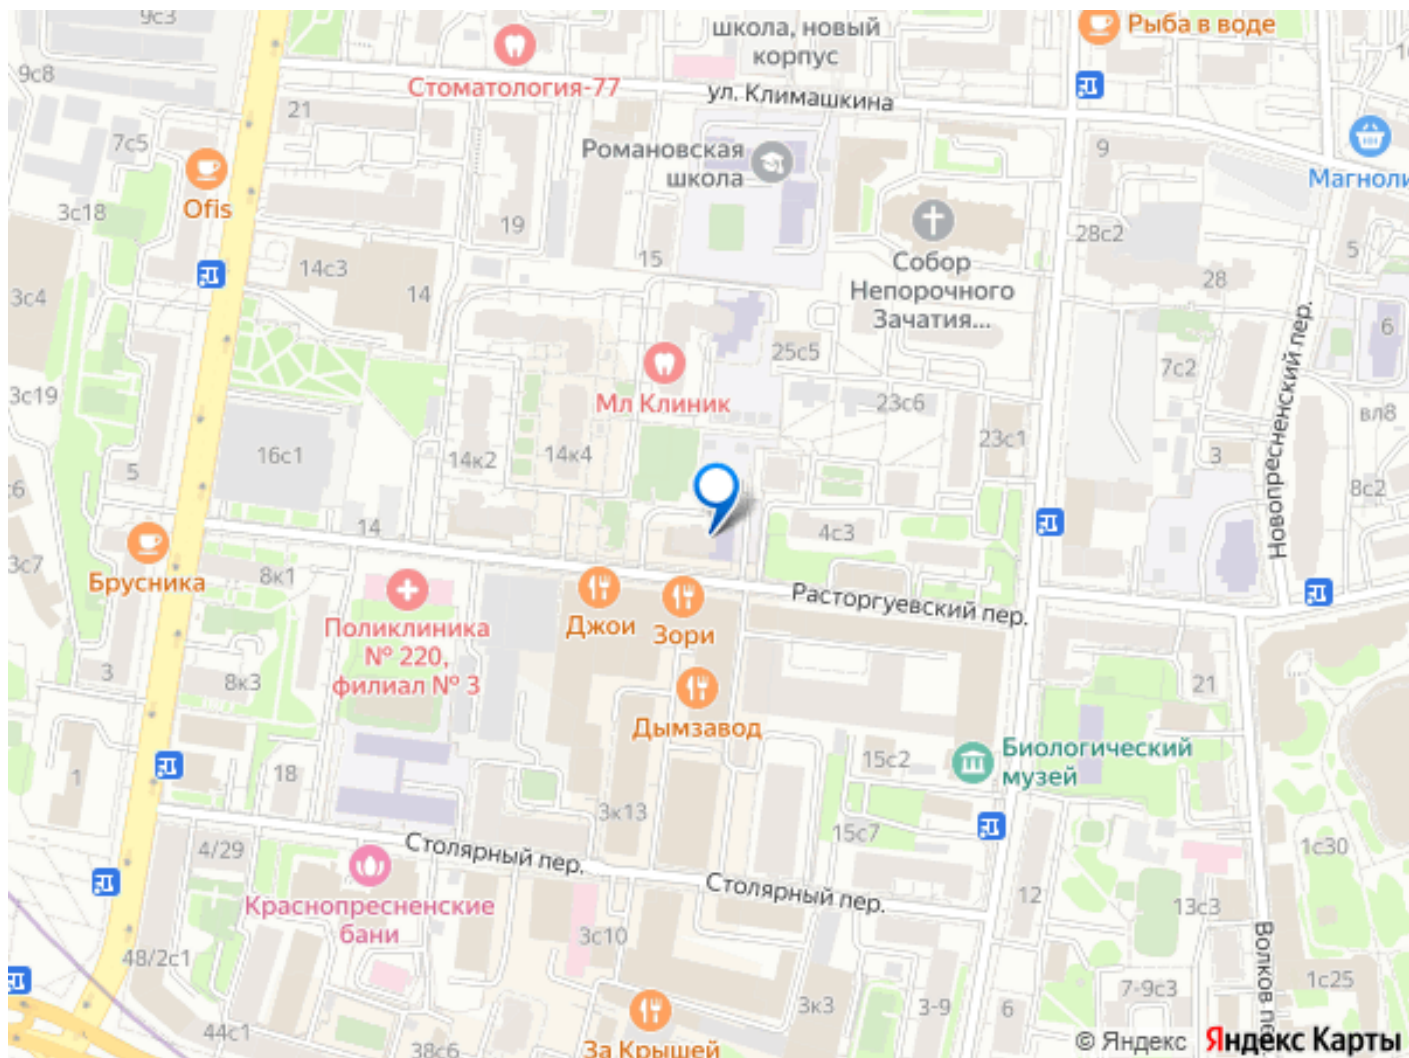 9с3
школа, новый
корпус
Рыба в воде
9с8
Стоматология-77
ул. Климашкина
21
7с5
Романовская
школа
9
Магноли
Ofis
3с18
19
15
28с2
5
14с3
Собор
Непорочного
Зачатия...
28
3с4
14
6
25с5
7с2
Новопресненский пер.
3с19
Мл Клиник
23с6
вл8
23с1
16с1
14к2
14к4
3
5
8с2
14
4с3
Брусника
3с7
8к1
Расторгуевский пер.
Джои
Зори
Поликлиника
№ 220,
филиал № 3
3
8к3
21
Дымзавод
Биологический
музей
15с2
1
18
3к13
15с7
4/29
Столярный пер.
1с30
Столярный пер.
12
Краснопресненские
бани
13с3
3с10
48/2с1
Волков пе
1с25
7-9с3
3к3
3-9
6
44с1
38с6
За Крышей
© Яндекс Яндекс Карты